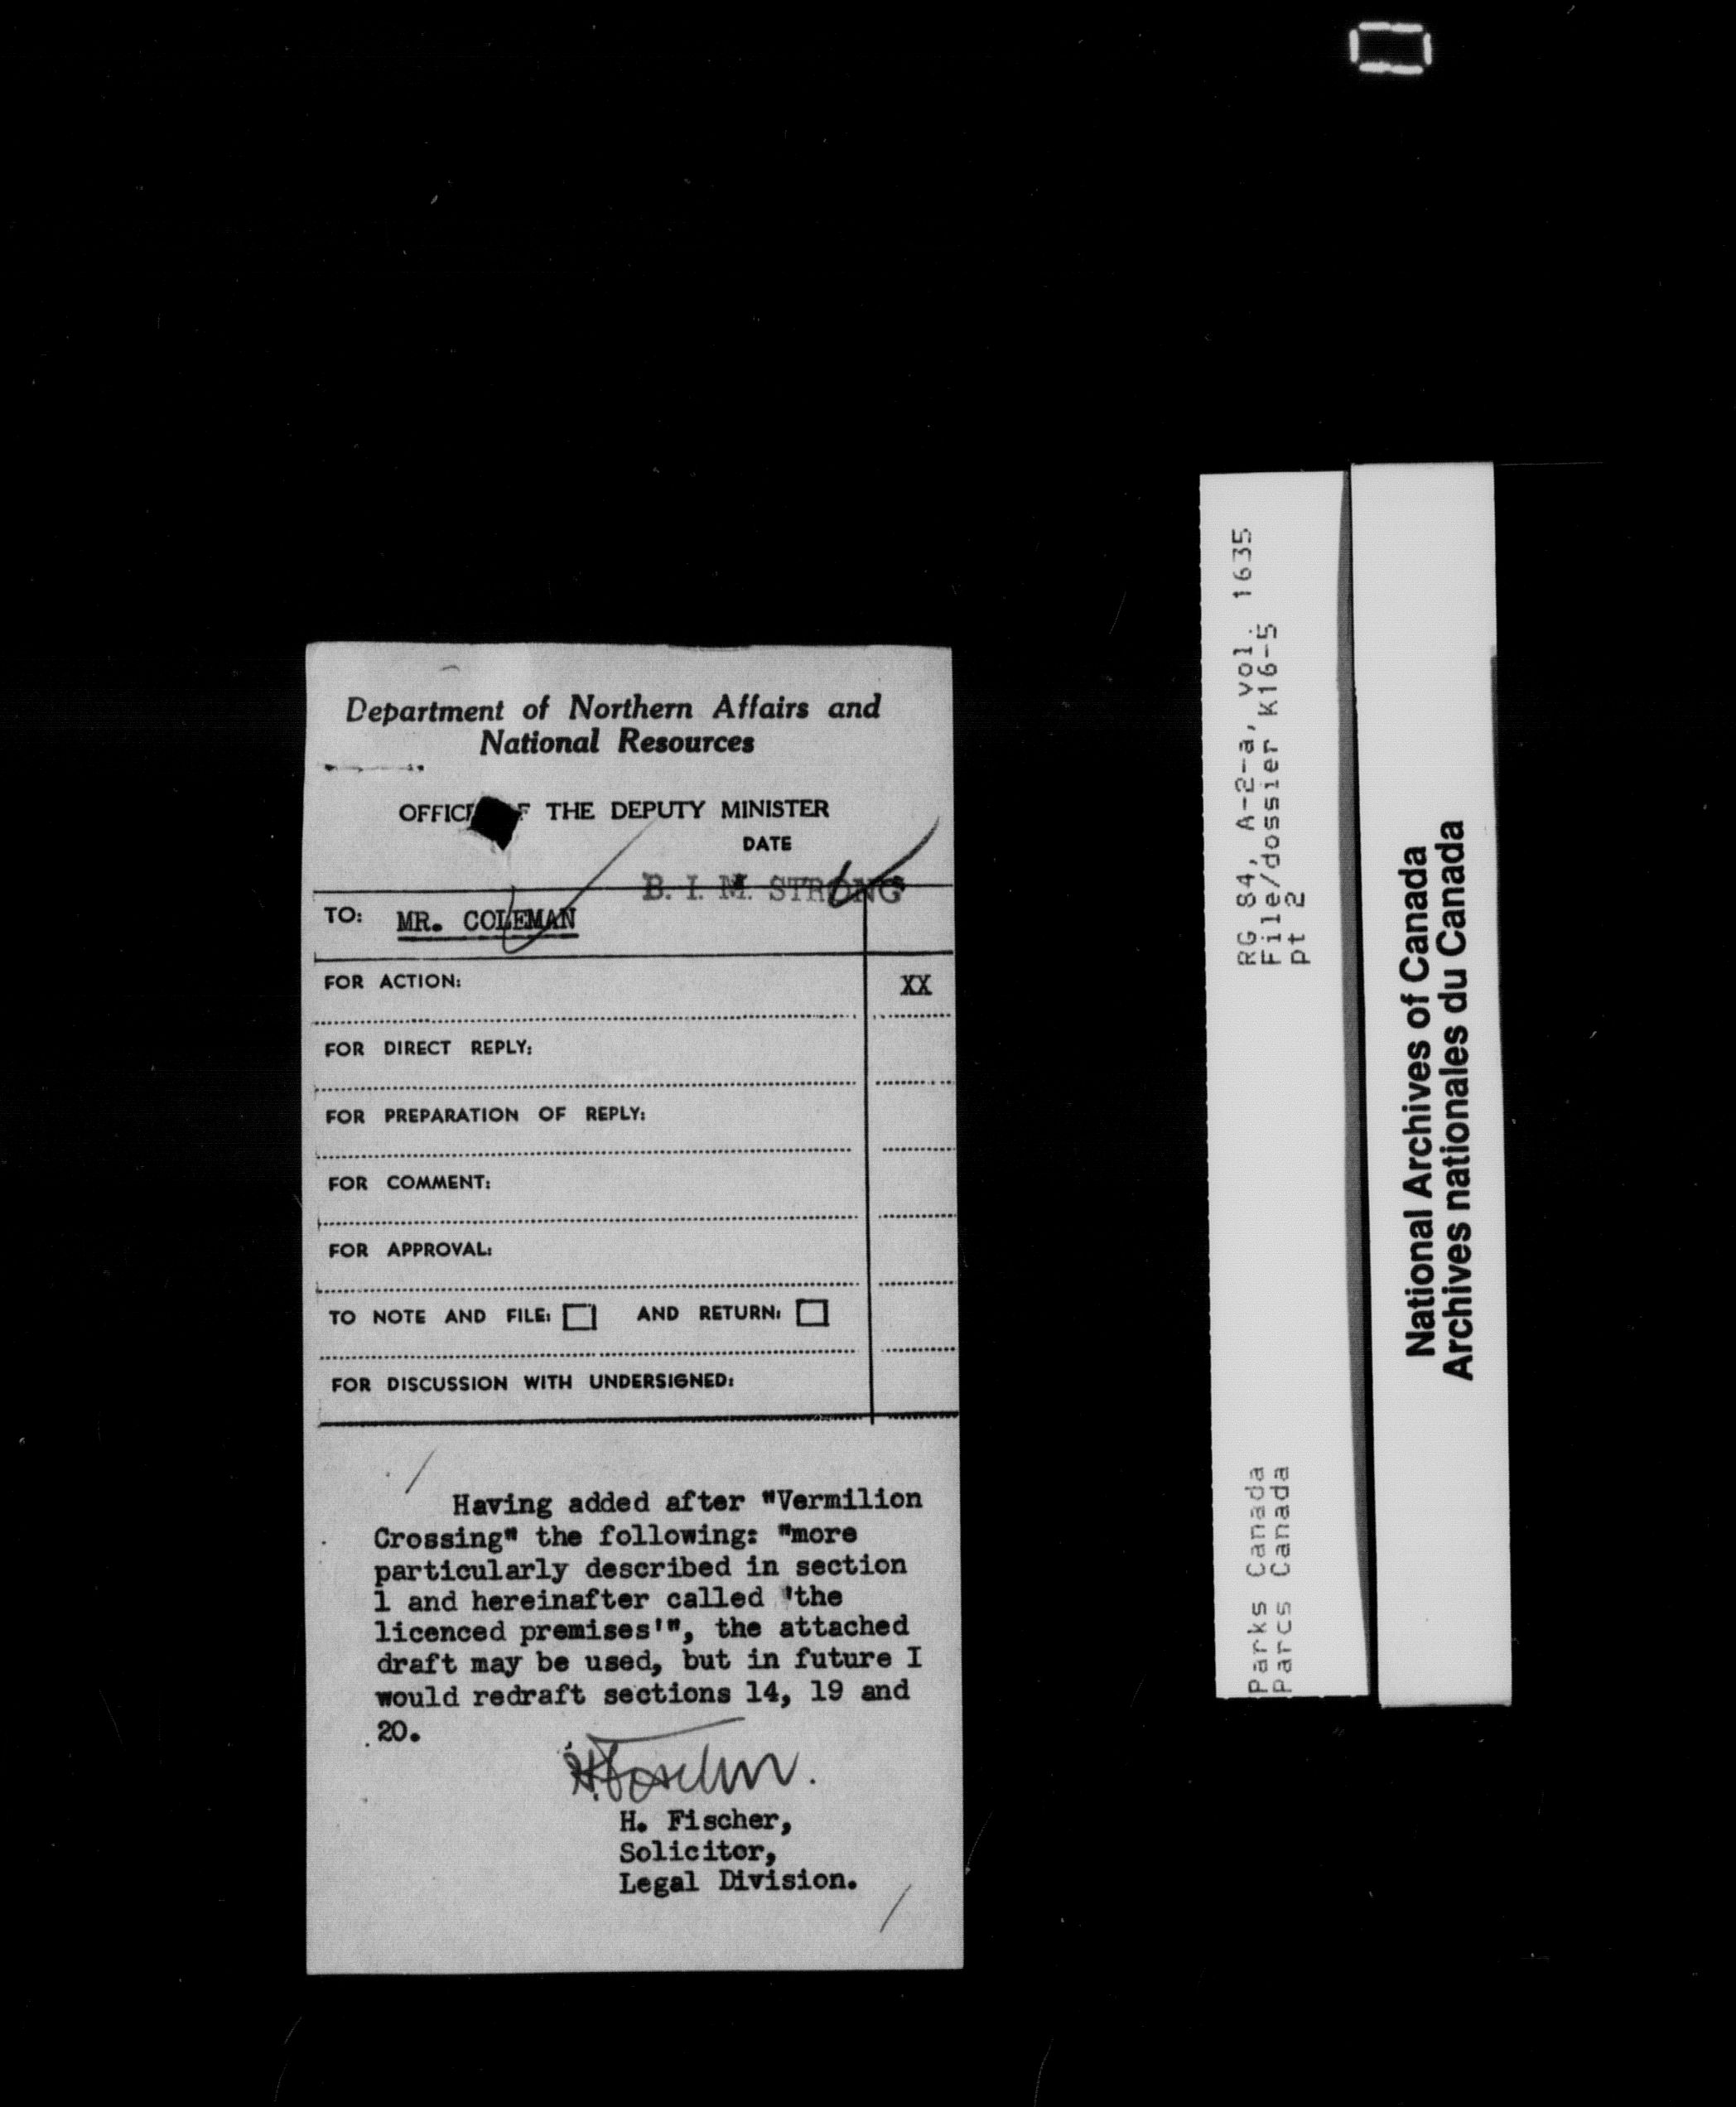 Department of Northern Affairs and
National Resources
OFFICE OF THE DEPUTY MINISTER
DATE
B. I. M. STRONG
TO: MR. COLEMAN
FOR ACTION: XX
FOR DIRECT REPLY:
FOR PREPARATION OF REPLY:
FOR COMMENT:
FOR APPROVAL:
TO NOTE AND FILE: AND RETURN:
FOR DISCUSSION WITH UNDERSIGNED:
Having added after "Vermilion
Crossing" the following: "more
particularly described in section
1 and hereinafter called 'the
licenced premises'", the attached
draft may be used, but in future I
would redraft sections 14, 19 and
20.
H. Fischer,
Solicitor,
Legal Division.
RG 84, A-2-a, vol. 1635
File/dossier K16-5
pt 2
Parks Canada
Parcs Canada
National Archives of Canada
Archives nationales du Canada